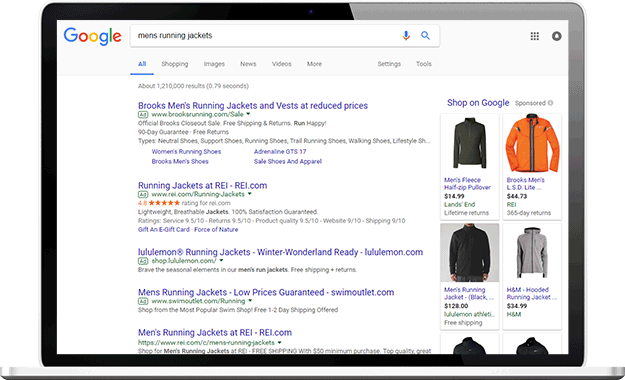 Google
mens running jackets
All Shopping Images News Videos More Settings Tools
About 1,210,000 results (0.79 seconds)
Brooks Men's Running Jackets and Vests at reduced prices
Ad www.brooksrunning.com/Sale
Official Brooks Closeout Sale. Free Shipping & Returns. Run Happy!
90-Day Guarantee · Free Returns
Types: Neutral Shoes, Support Shoes, Running Shoes, Trail Running Shoes, Walking Shoes, Lifestyle Sh...
Women's Running Shoes Adrenaline GTS 17
Brooks Men's Shoes Sale Shoes And Apparel
Running Jackets at REI - REI.com
Ad www.rei.com/Running-Jackets
4.8 ★★★★★ rating for rei.com
Lightweight, Breathable Jackets. 100% Satisfaction Guaranteed.
Ratings: Service 9.5/10 - Returns 9.5/10 - Product quality 9.5/10 - Website 9/10 - Shipping 9/10
Gift An E-Gift Card · Force of Nature
lululemon® Running Jackets - Winter-Wonderland Ready - lululemon.com
Ad shop.lululemon.com/
Brave the seasonal elements in our men's run jackets. Free shipping + returns.
Mens Running Jackets - Low Prices Guaranteed - swimoutlet.com
Ad www.swimoutlet.com/Running
Shop from the Most Popular Swim Shop! Free 1-2 Day Shipping Offered
Men's Running Jackets at REI - REI.com
https://www.rei.com/c/mens-running-jackets
Shop for Men's Running Jackets at REI - FREE SHIPPING With $50 minimum purchase. Top quality, great
Shop on Google Sponsored
Men's Fleece
Half-zip Pullover
$14.99
Lands' End
Lifetime returns
Brooks Men's
L.S.D. Lite ...
$44.73
REI
365-day returns
Men's Running
Jacket - (Black, ...
$128.00
lululemon athleti...
Free shipping
H&M - Hooded
Running Jacket ...
$34.99
H&M